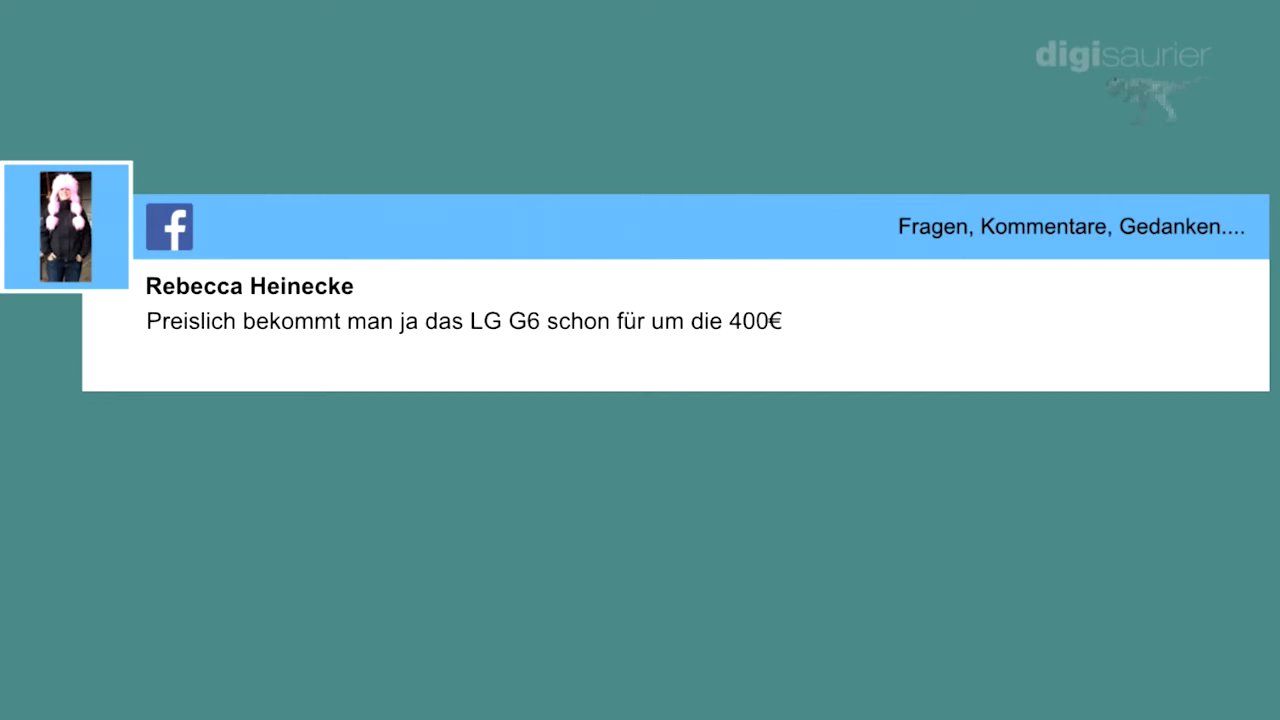 digisaurier
Fragen, Kommentare, Gedanken....
Rebecca Heinecke
Preislich bekommt man ja das LG G6 schon für um die 400€